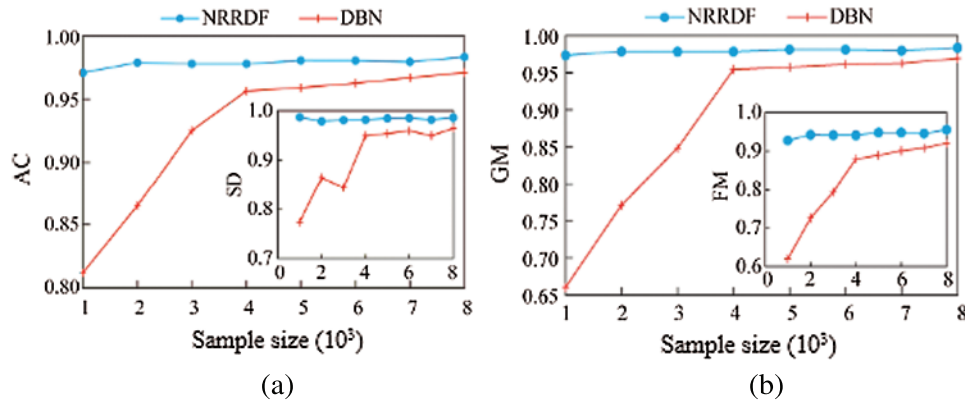 NRRDF DBN
1.00
0.95
0.90
0.85
0.80
AC
1 2 3 4 5 6 7 8
Sample size (10³)
1.0
0.9
0.8
0.7
SD
0 2 4 6 8
(a)
NRRDF DBN
1.00
0.95
0.90
0.85
0.80
0.75
0.70
0.65
GM
1 2 3 4 5 6 7 8
Sample size (10³)
1.0
0.9
0.8
0.7
0.6
FM
0 2 4 6 8
(b)